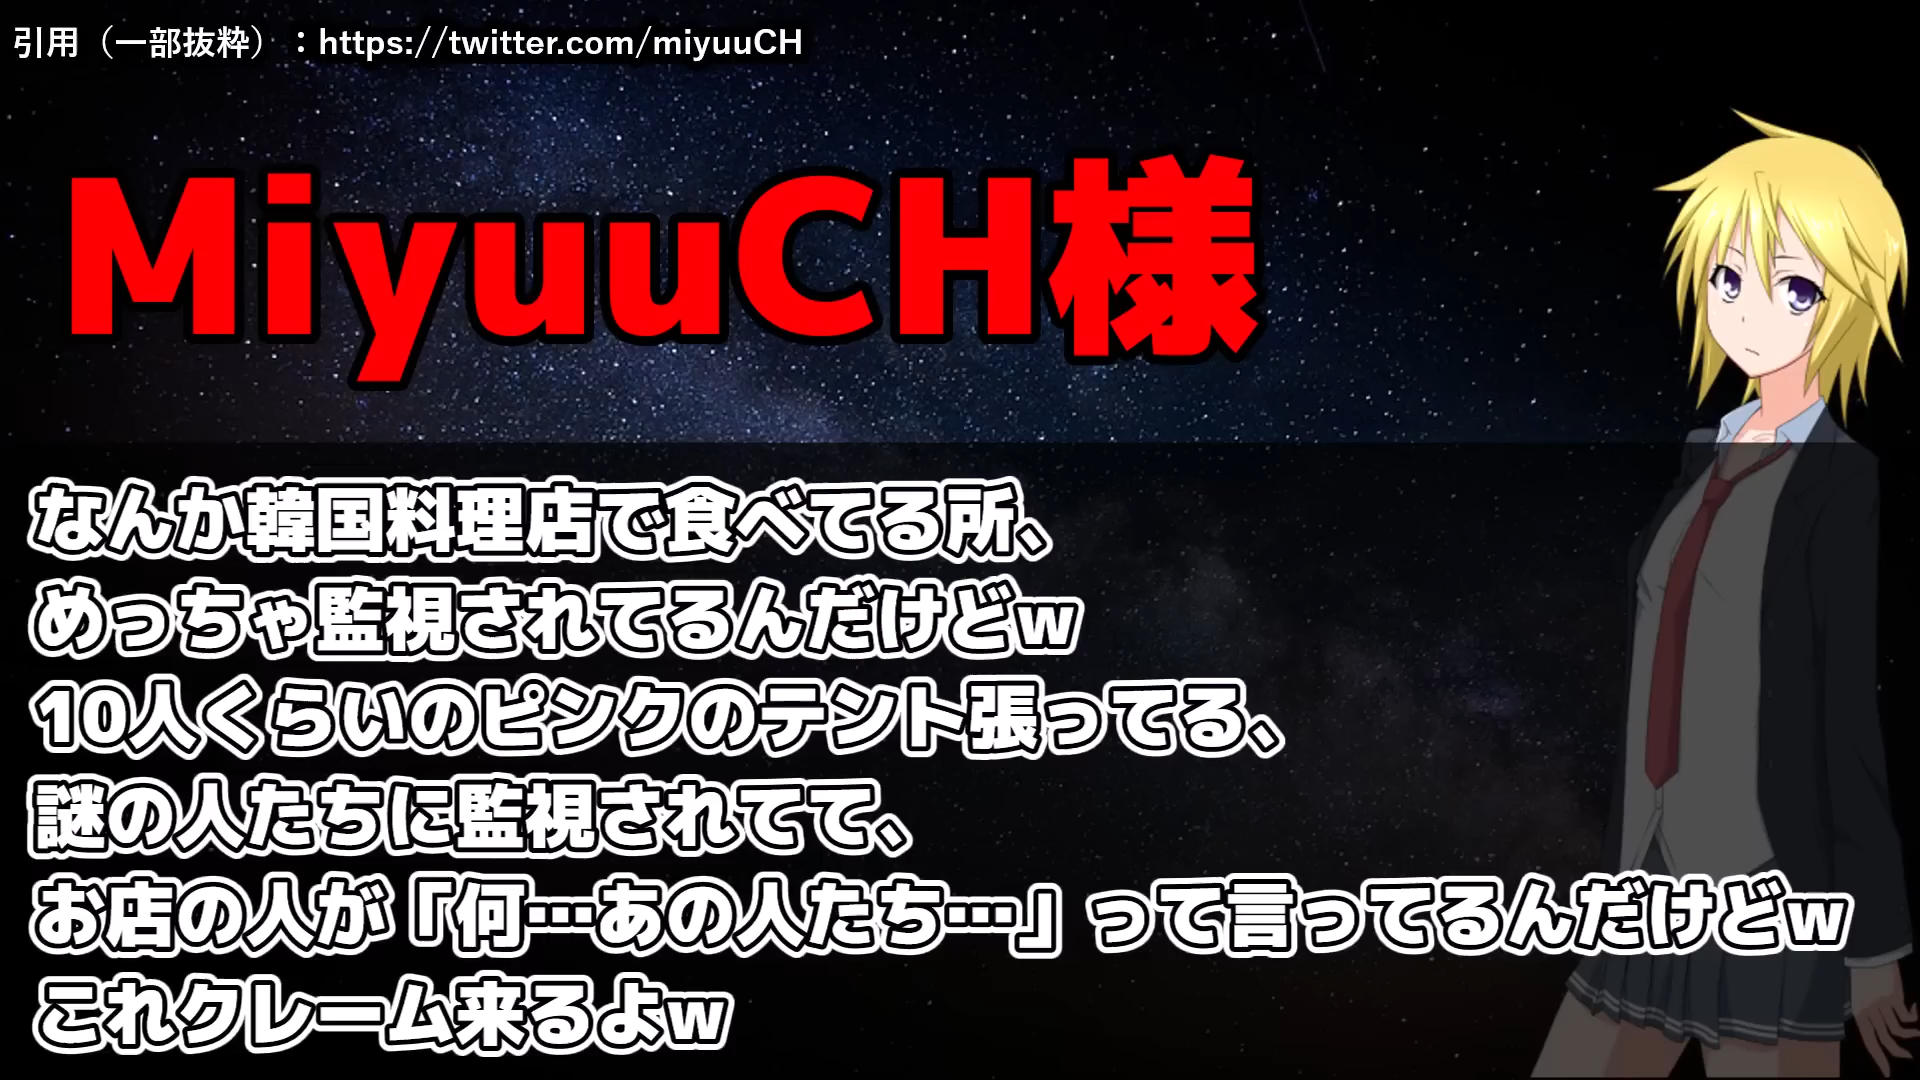 引用（一部抜粋）：https://twitter.com/miyuuCH
MiyuuCH様
なんか韓国料理店で食べてる所、
めっちゃ監視されてるんだけどw
10人くらいのピンクのテント張ってる、
謎の人たちに監視されてて、
お店の人が「何…あの人たち…」って言ってるんだけどw
これクレーム来るよw